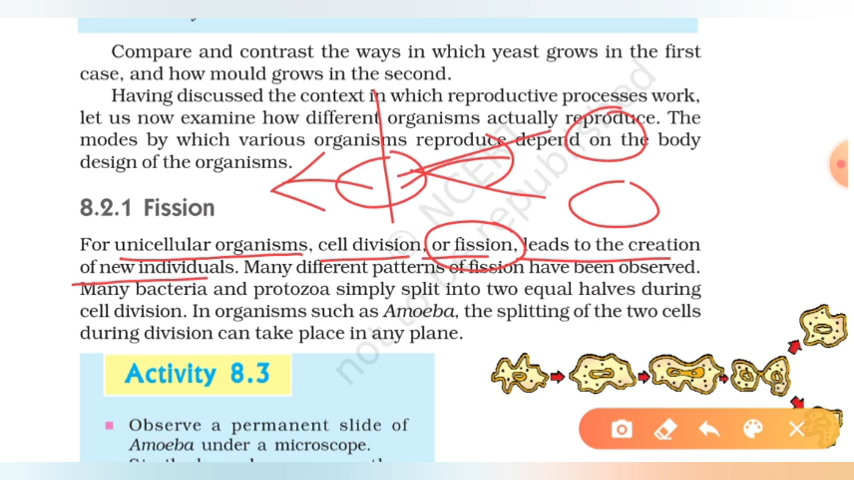 Compare and contrast the ways in which yeast grows in the first
case, and how mould grows in the second.
Having discussed the context in which reproductive processes work,
let us now examine how different organisms actually reproduce. The
modes by which various organisms reproduce depend on the body
design of the organisms.
8.2.1 Fission
For unicellular organisms, cell division, or fission, leads to the creation
of new individuals. Many different patterns of fission have been observed.
Many bacteria and protozoa simply split into two equal halves during
cell division. In organisms such as Amoeba, the splitting of the two cells
during division can take place in any plane.
Activity 8.3
Observe a permanent slide of
Amoeba under a microscope.
© NCERT
not to be republished